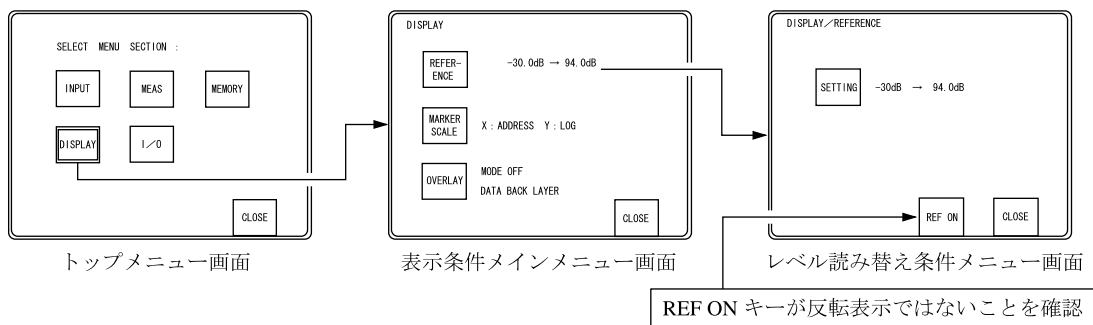 SELECT MENU SECTION :
INPUT
MEAS
MEMORY
DISPLAY
I／O
CLOSE
トップメニュー画面
DISPLAY
REFER-
ENCE
-30.0dB → 94.0dB
MARKER
SCALE
X : ADDRESS Y : LOG
OVERLAY
MODE OFF
DATA BACK LAYER
CLOSE
表示条件メインメニュー画面
DISPLAY／REFERENCE
SETTING
-30dB → 94.0dB
REF ON
CLOSE
レベル読み替え条件メニュー画面
REF ON キーが反転表示ではないことを確認